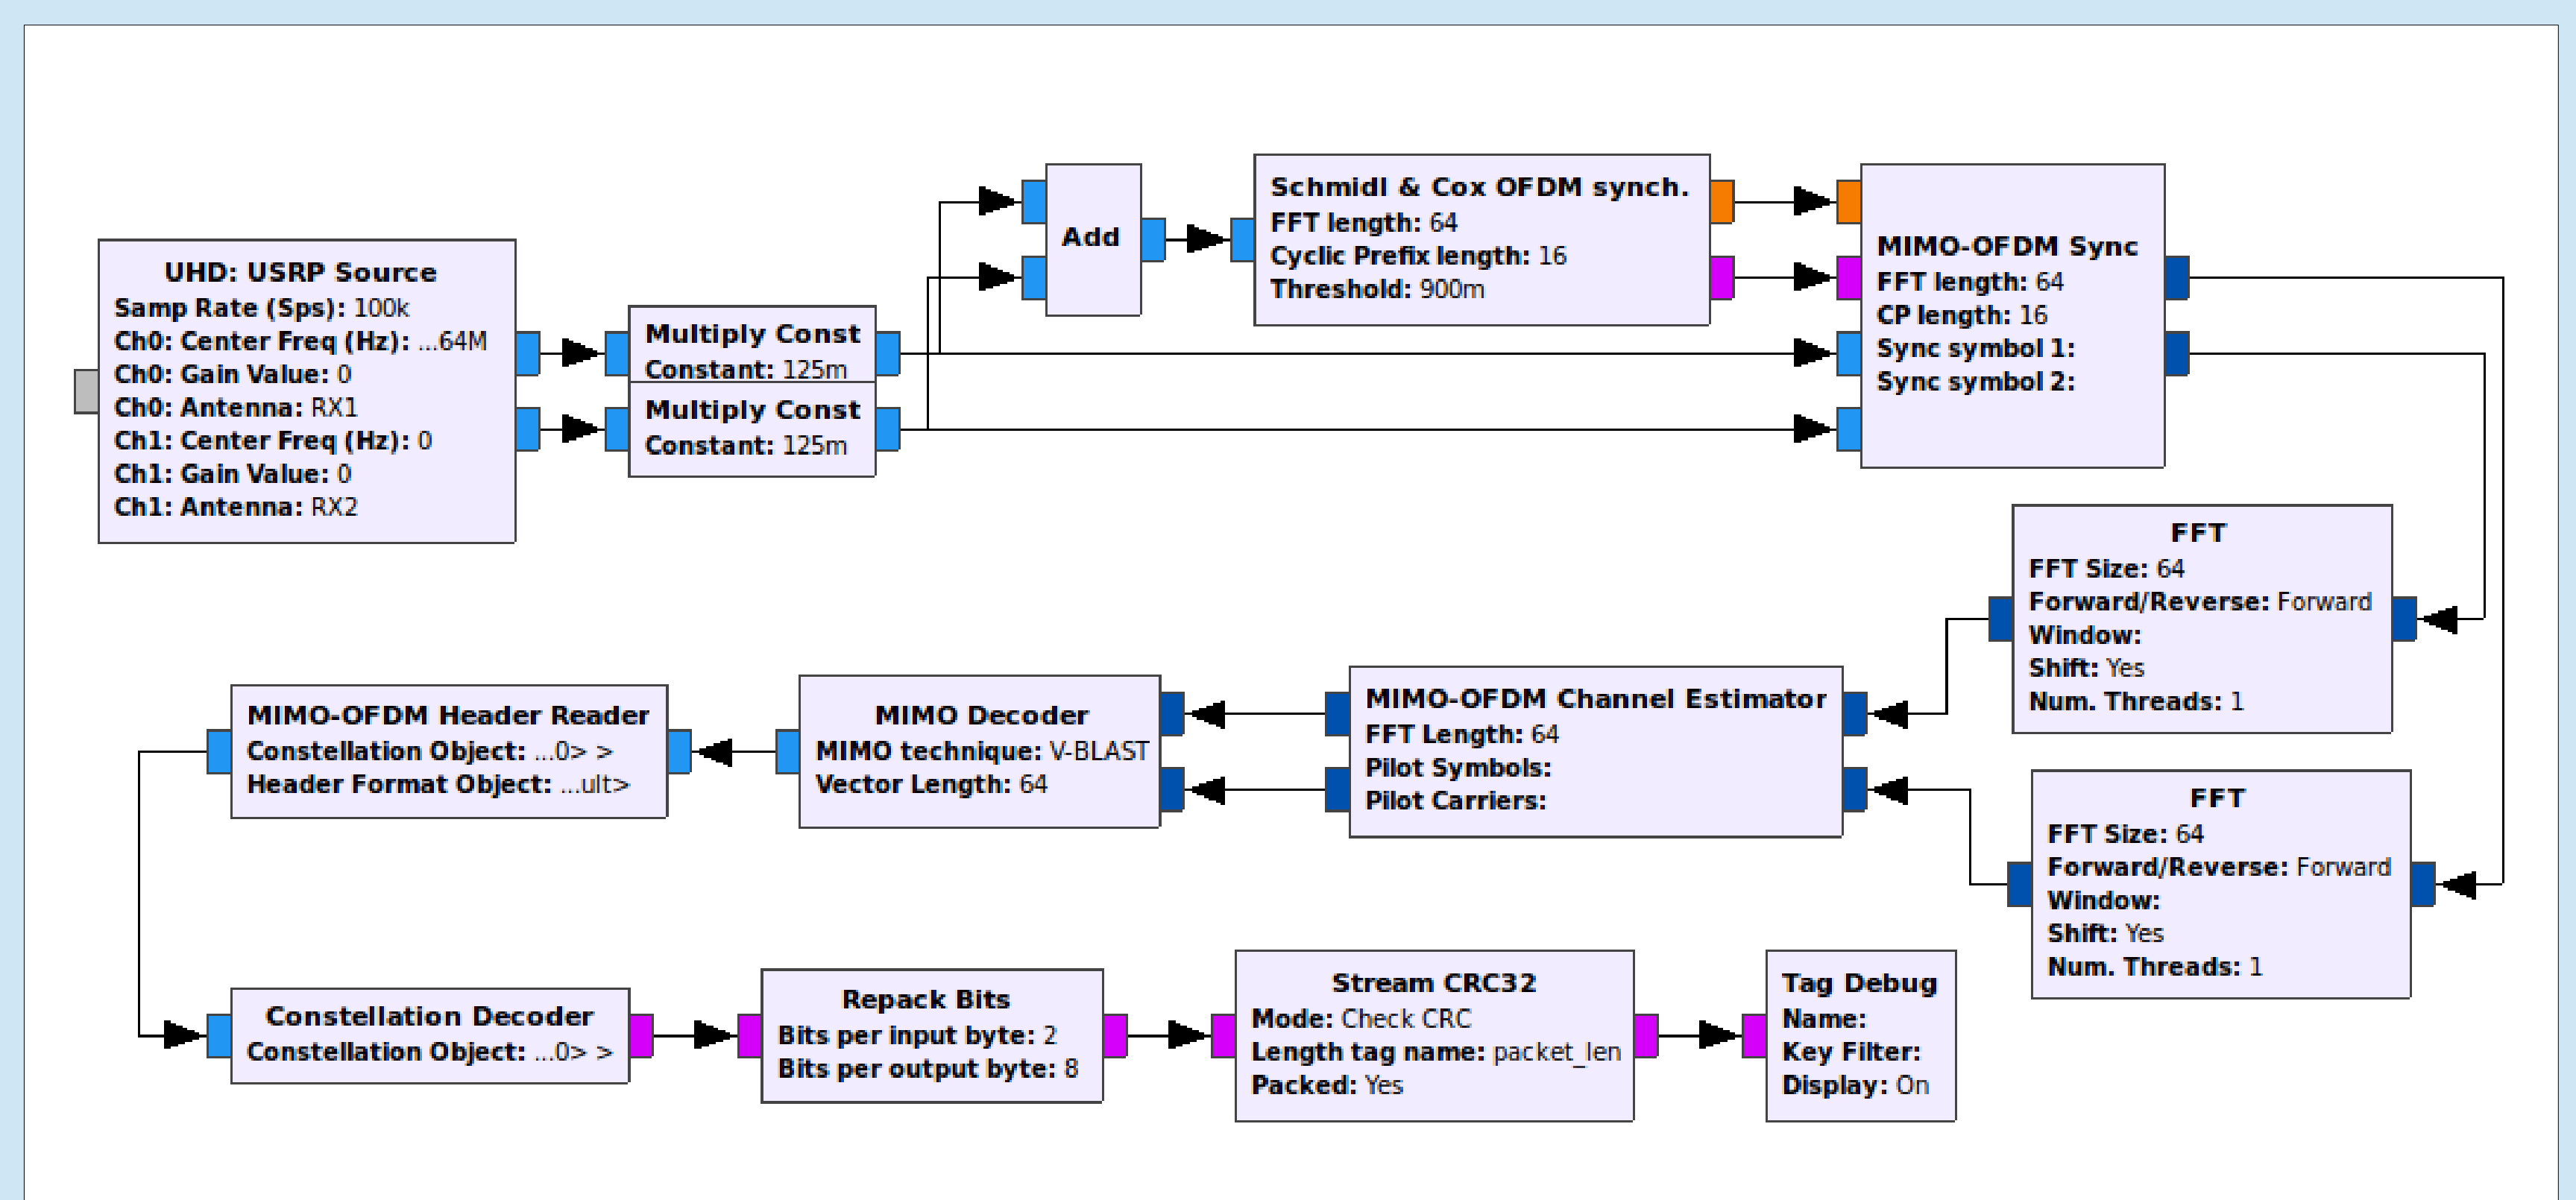 UHD: USRP Source
Samp Rate (Sps): 100k
Ch0: Center Freq (Hz): ...64M
Ch0: Gain Value: 0
Ch0: Antenna: RX1
Ch1: Center Freq (Hz): 0
Ch1: Gain Value: 0
Ch1: Antenna: RX2
Multiply Const
Constant: 125m
Multiply Const
Constant: 125m
Add
Schmidl & Cox OFDM synch.
FFT length: 64
Cyclic Prefix length: 16
Threshold: 900m
MIMO-OFDM Sync
FFT length: 64
CP length: 16
Sync symbol 1:
Sync symbol 2:
FFT
FFT Size: 64
Forward/Reverse: Forward
Window:
Shift: Yes
Num. Threads: 1
FFT
FFT Size: 64
Forward/Reverse: Forward
Window:
Shift: Yes
Num. Threads: 1
MIMO-OFDM Channel Estimator
FFT Length: 64
Pilot Symbols:
Pilot Carriers:
MIMO Decoder
MIMO technique: V-BLAST
Vector Length: 64
MIMO-OFDM Header Reader
Constellation Object: ...0> >
Header Format Object: ...ult>
Constellation Decoder
Constellation Object: ...0> >
Repack Bits
Bits per input byte: 2
Bits per output byte: 8
Stream CRC32
Mode: Check CRC
Length tag name: packet_len
Packed: Yes
Tag Debug
Name:
Key Filter:
Display: On